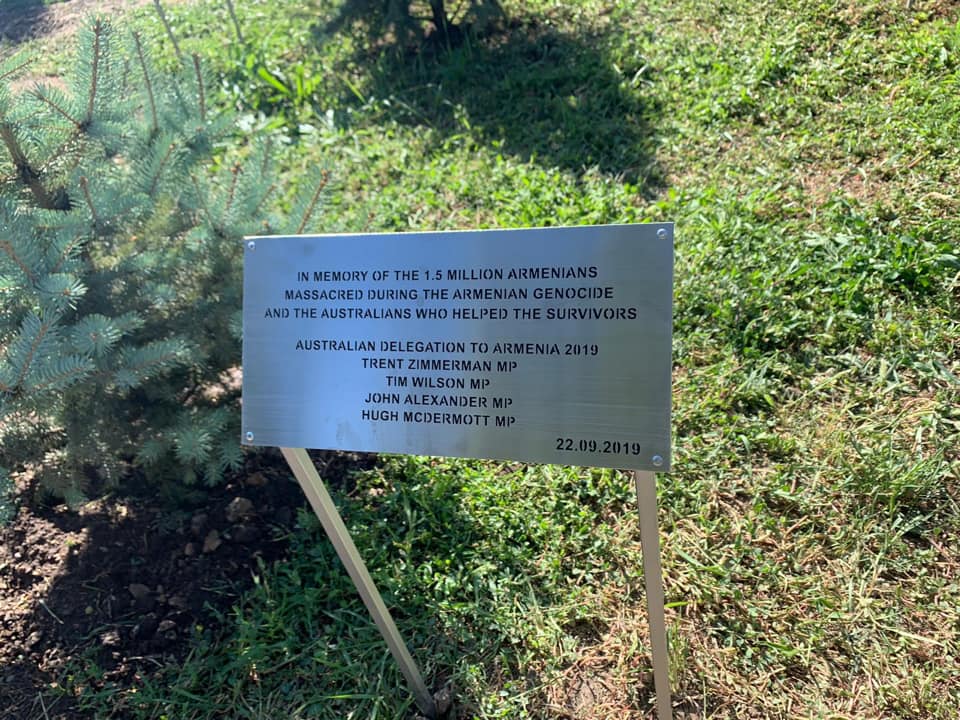 IN MEMORY OF THE 1.5 MILLION ARMENIANS
MASSACRED DURING THE ARMENIAN GENOCIDE
AND THE AUSTRALIANS WHO HELPED THE SURVIVORS
AUSTRALIAN DELEGATION TO ARMENIA 2019
TRENT ZIMMERMAN MP
TIM WILSON MP
JOHN ALEXANDER MP
HUGH MCDERMOTT MP
22.09.2019